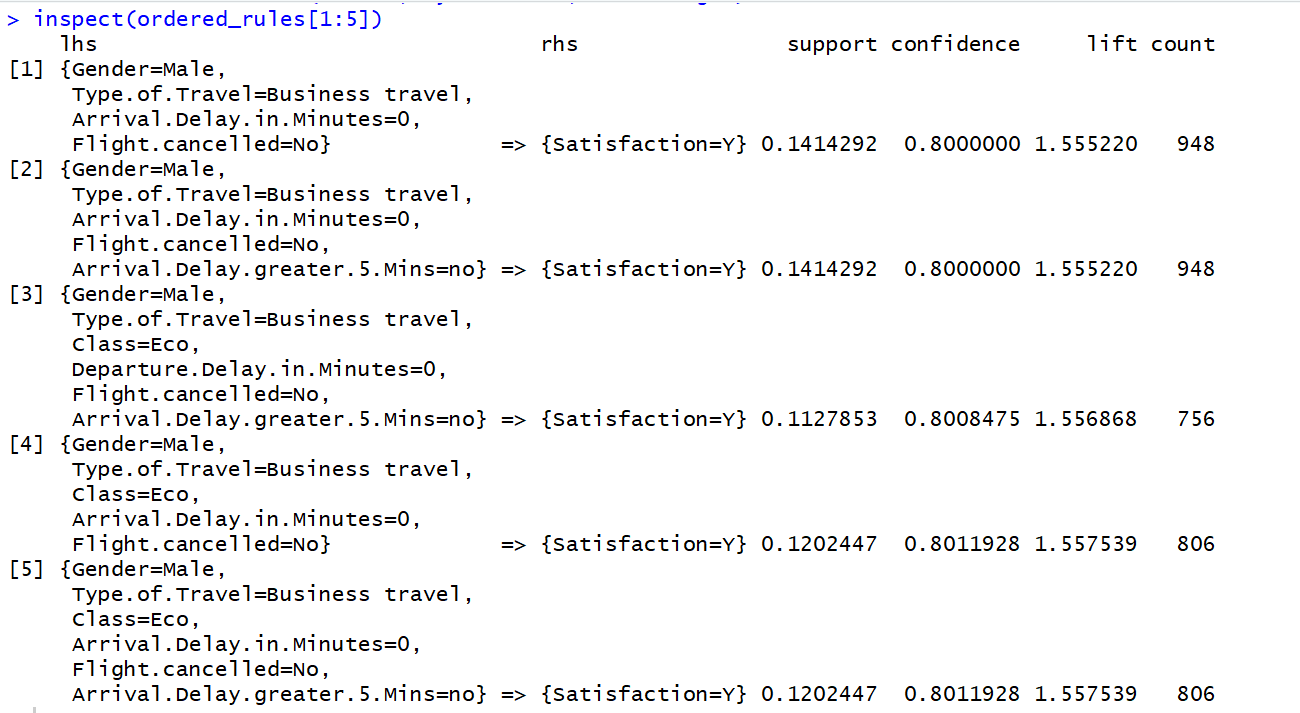 > inspect(ordered_rules[1:5])
    lhs                                      rhs                 support confidence     lift count
[1] {Gender=Male,
     Type.of.Travel=Business travel,
     Arrival.Delay.in.Minutes=0,
     Flight.cancelled=No}                 => {Satisfaction=Y} 0.1414292  0.8000000 1.555220   948
[2] {Gender=Male,
     Type.of.Travel=Business travel,
     Arrival.Delay.in.Minutes=0,
     Flight.cancelled=No,
     Arrival.Delay.greater.5.Mins=no} => {Satisfaction=Y} 0.1414292  0.8000000 1.555220   948
[3] {Gender=Male,
     Type.of.Travel=Business travel,
     Class=Eco,
     Departure.Delay.in.Minutes=0,
     Flight.cancelled=No,
     Arrival.Delay.greater.5.Mins=no} => {Satisfaction=Y} 0.1127853  0.8008475 1.556868   756
[4] {Gender=Male,
     Type.of.Travel=Business travel,
     Class=Eco,
     Arrival.Delay.in.Minutes=0,
     Flight.cancelled=No}                 => {Satisfaction=Y} 0.1202447  0.8011928 1.557539   806
[5] {Gender=Male,
     Type.of.Travel=Business travel,
     Class=Eco,
     Arrival.Delay.in.Minutes=0,
     Flight.cancelled=No,
     Arrival.Delay.greater.5.Mins=no} => {Satisfaction=Y} 0.1202447  0.8011928 1.557539   806